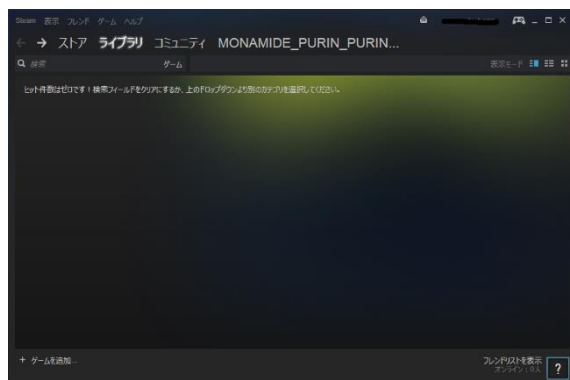 Steam 表示 フレンド ゲーム ヘルプ
ストア ライブラリ コミュニティ MONAMIDE_PURIN_PURIN...
検索 ゲーム 表示モード
ヒット件数はゼロです！検索フィールドをクリアにするか、上のドロップダウンより別のカテゴリを選択してください。
+ ゲームを追加... フレンドリストを表示
オンライン：0人 ?